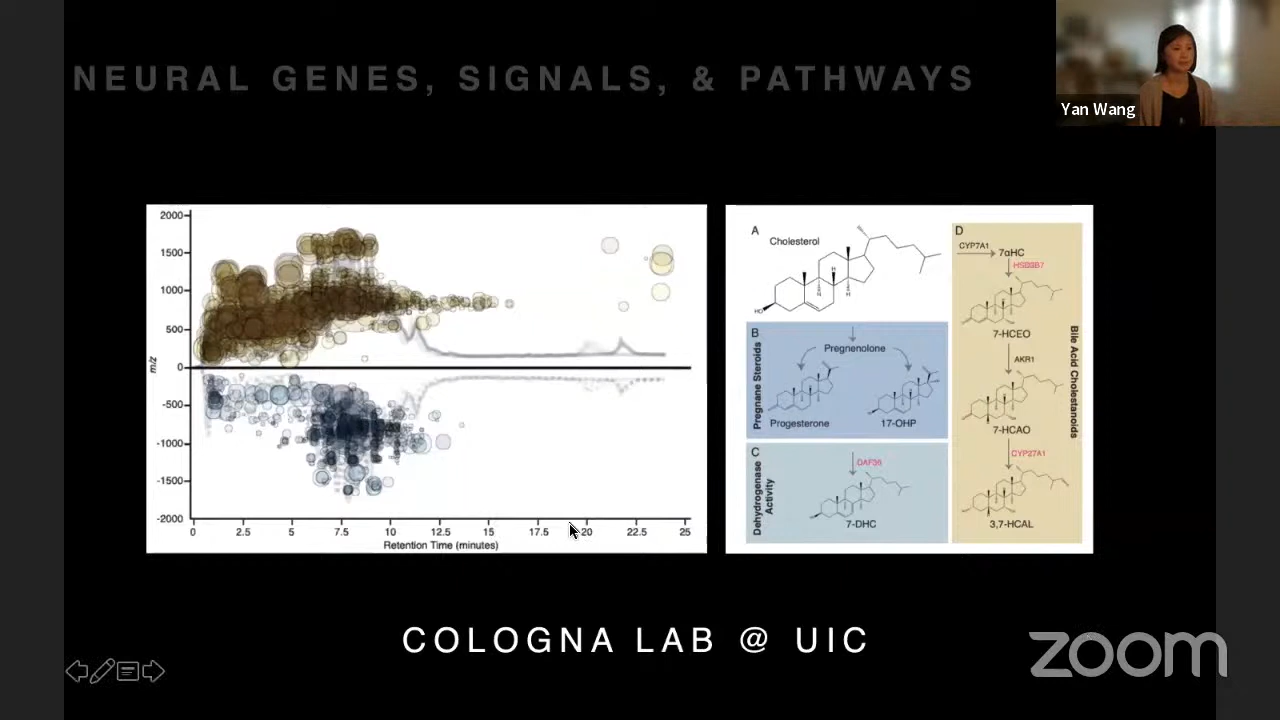 NEURAL GENES, SIGNALS, & PATHWAYS
Yan Wang
2000
1500
1000
500
0
-500
-1000
-1500
-2000
m/z
0 2.5 5 7.5 10 12.5 15 17.5 20 22.5 25
Retention Time (minutes)
A
Cholesterol
HO
H
H
H
B
Pregnane Steroids
Pregnenolone
Progesterone
17-OHP
C
Dehydrogenase
Activity
DAF36
7-DHC
D
CYP7A1
7αHC
HSD3B7
7-HCEO
AKR1
7-HCAO
CYP27A1
3,7-HCAL
Bile Acid Cholestanoids
COLOGNA LAB @ UIC
zoom